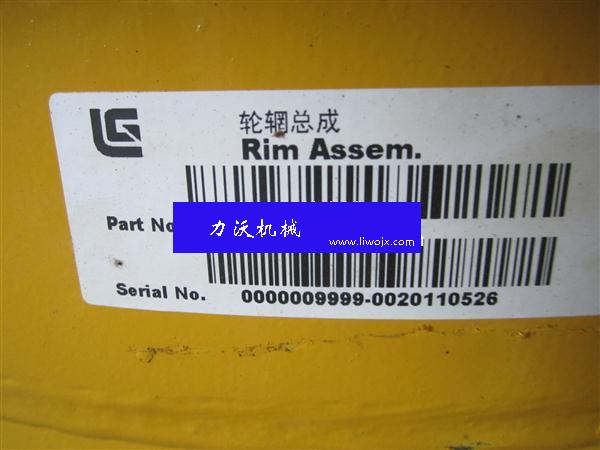 LG
轮辋总成
Rim Assem.
Part No
力沃机械
www.liwojx.com
Serial No. 0000009999-0020110526